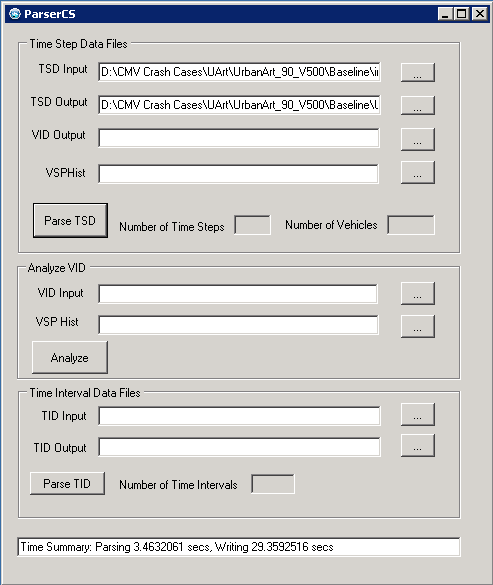 ParserCS
Time Step Data Files
TSD Input D:\CMV Crash Cases\UArt\UrbanArt_90_V500\Baseline\i
...
TSD Output D:\CMV Crash Cases\UArt\UrbanArt_90_V500\Baseline\
...
VID Output
...
VSPHist
...
Parse TSD Number of Time Steps Number of Vehicles
Analyze VID
VID Input
...
VSP Hist
...
Analyze
Time Interval Data Files
TID Input
...
TID Output
...
Parse TID Number of Time Intervals
Time Summary: Parsing 3.4632061 secs, Writing 29.3592516 secs